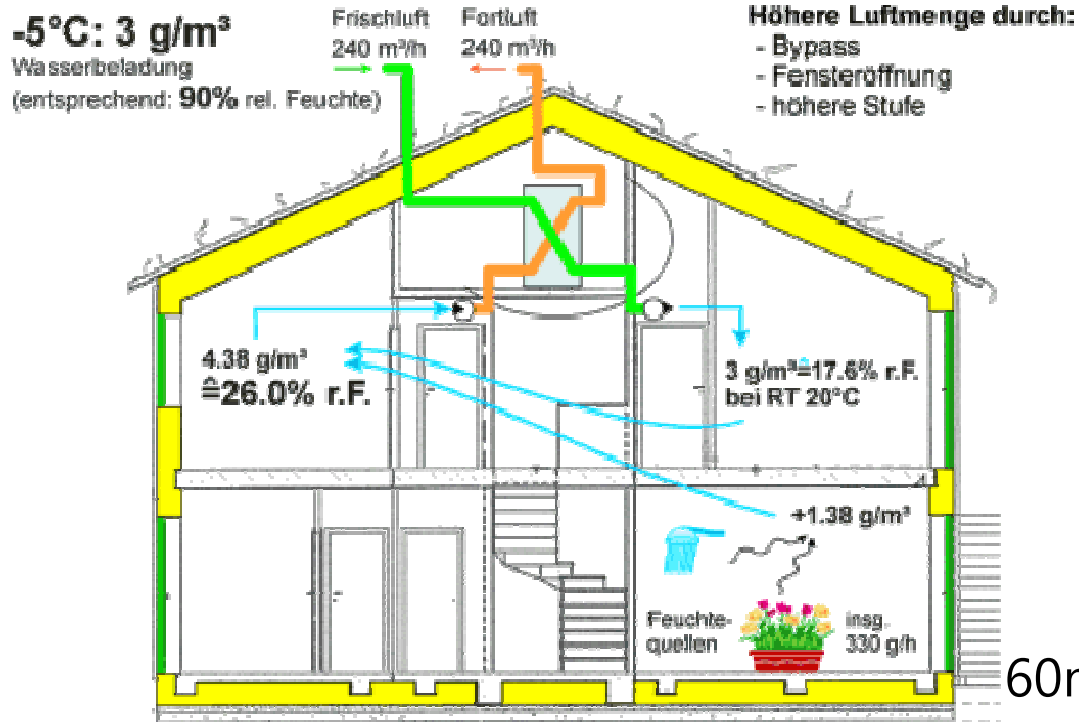 -5°C: 3 g/m³
Wasserbeladung
(entsprechend: 90% rel. Feuchte)
Frischluft
240 m³/h
Fortluft
240 m³/h
Höhere Luftmenge durch:
- Bypass
- Fensteröffnung
- höhere Stufe
4.38 g/m³
≙26.0% r.F.
3 g/m³≙17.6% r.F.
bei RT 20°C
+1.38 g/m³
Feuchte-
quellen
insg.
330 g/h